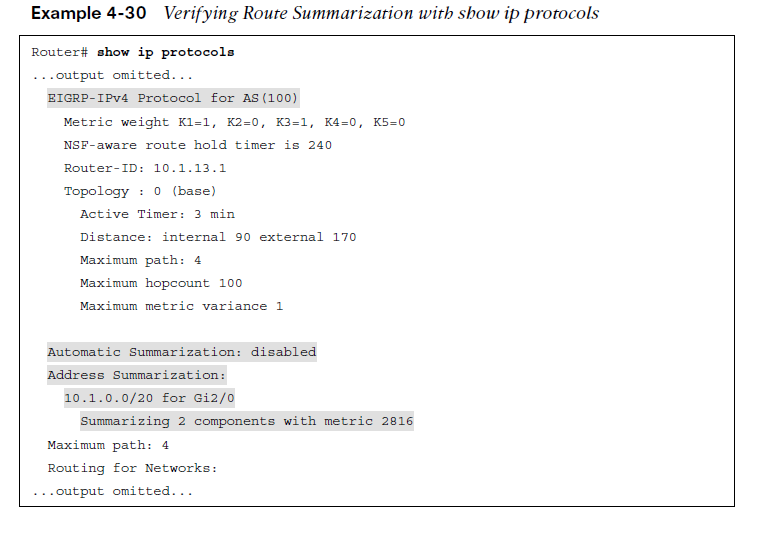 Example 4-30 Verifying Route Summarization with show ip protocols
Router# show ip protocols
...output omitted...
EIGRP-IPv4 Protocol for AS(100)
Metric weight K1=1, K2=0, K3=1, K4=0, K5=0
NSF-aware route hold timer is 240
Router-ID: 10.1.13.1
Topology : 0 (base)
Active Timer: 3 min
Distance: internal 90 external 170
Maximum path: 4
Maximum hopcount 100
Maximum metric variance 1
Automatic Summarization: disabled
Address Summarization:
10.1.0.0/20 for Gi2/0
Summarizing 2 components with metric 2816
Maximum path: 4
Routing for Networks:
...output omitted...